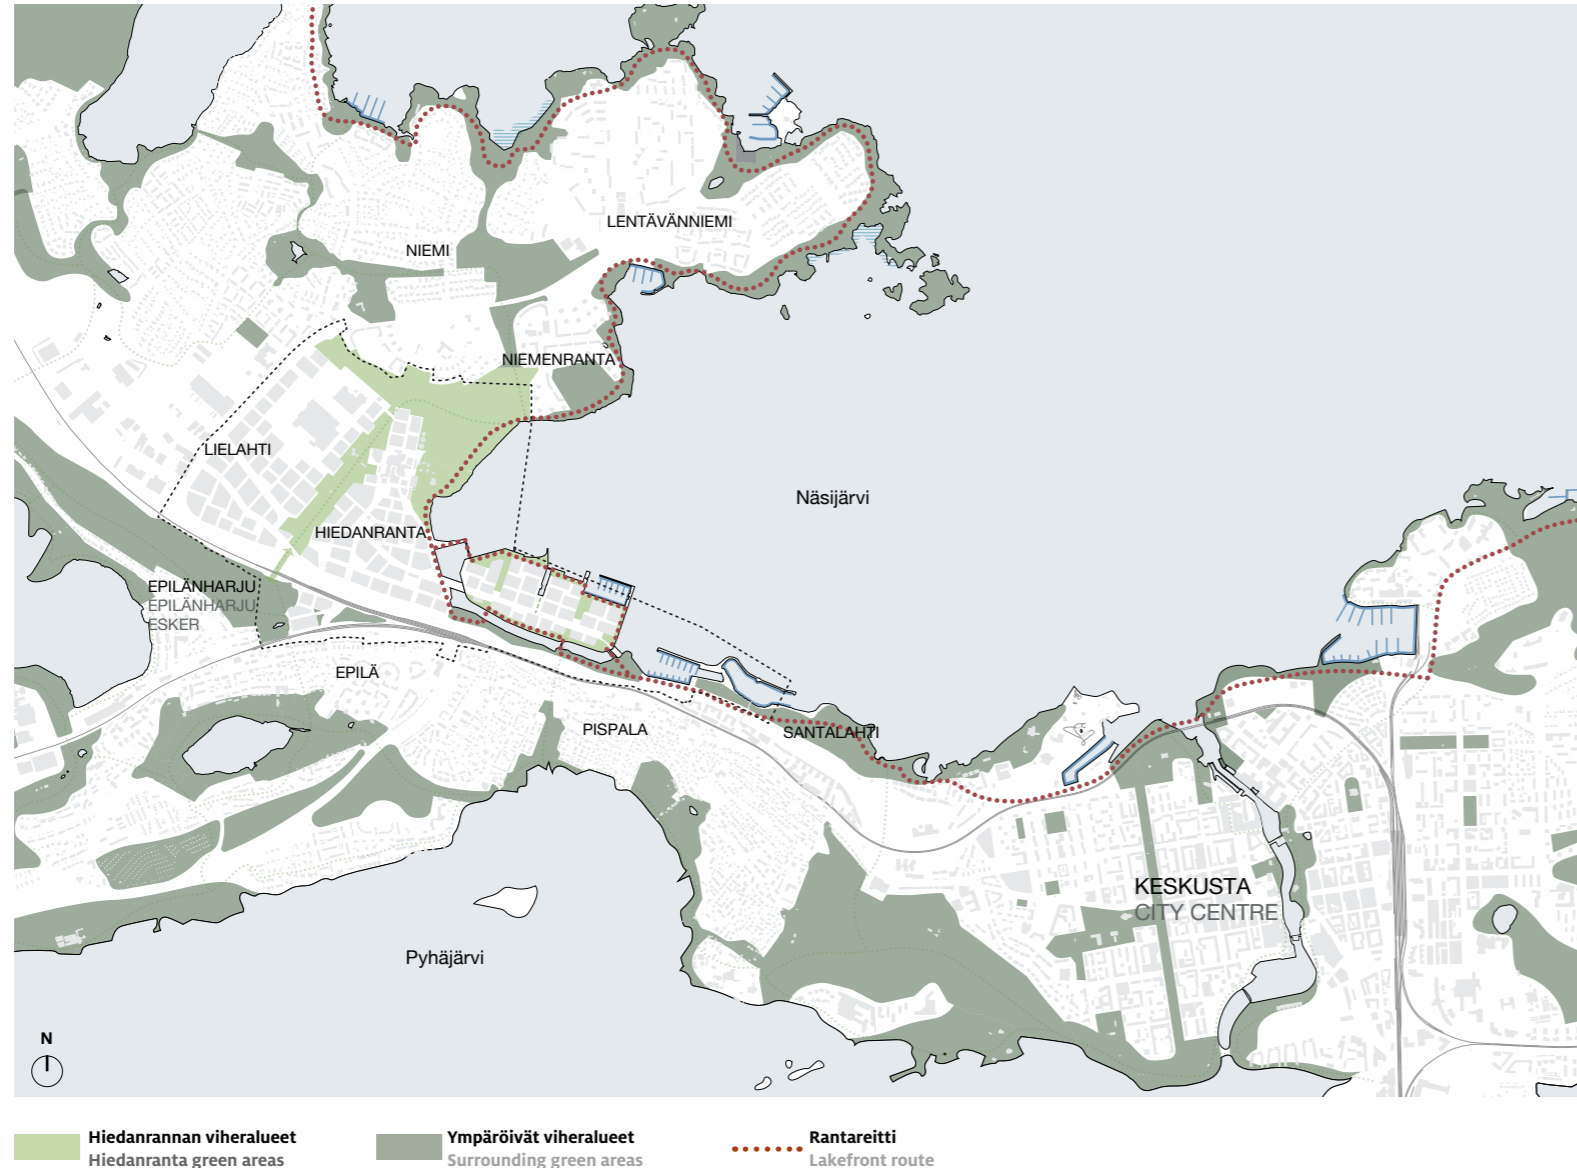 LENTÄVÄNNIEMI
NIEMI
NIEMENRANTA
LIELAHTI
Näsijärvi
HIEDANRANTA
EPILÄNHARJU
EPILÄNHARJU
ESKER
EPILÄ
PISPALA
SANTALAHTI
KESKUSTA
CITY CENTRE
Pyhäjärvi
N
Hiedanrannan viheralueet
Hiedanranta green areas
Ympäröivät viheralueet
Surrounding green areas
Rantareitti
Lakefront route